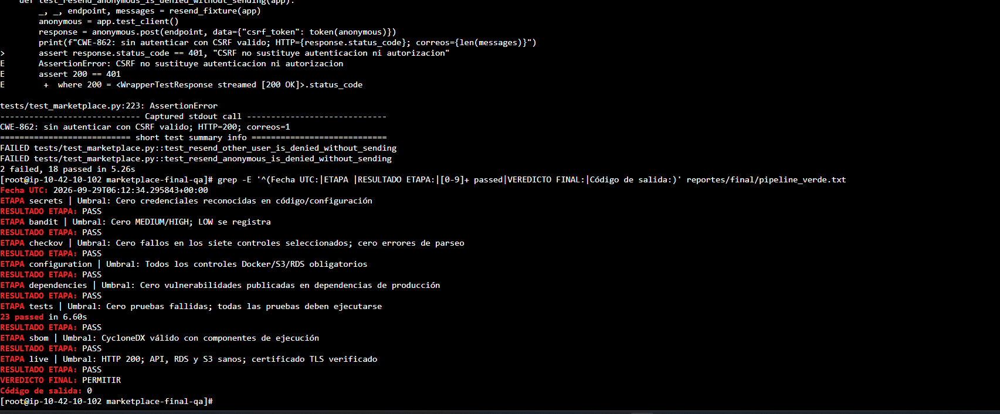 def test_resend_anonymous_is_denied_without_sending(app):
        _, _, endpoint, messages = resend_fixture(app)
        anonymous = app.test_client()
        response = anonymous.post(endpoint, data={"csrf_token": token(anonymous)})
        print(f"CWE-862: sin autenticar con CSRF valido; HTTP={response.status_code}; correos={len(messages)}")
>       assert response.status_code == 401, "CSRF no sustituye autenticacion ni autorizacion"
E       AssertionError: CSRF no sustituye autenticacion ni autorizacion
E       assert 200 == 401
E        +  where 200 = <WrapperTestResponse streamed [200 OK]>.status_code
tests/test_marketplace.py:223: AssertionError
----------------------------- Captured stdout call -----------------------------
CWE-862: sin autenticar con CSRF valido; HTTP=200; correos=1
=========================== short test summary info ============================
FAILED tests/test_marketplace.py::test_resend_other_user_is_denied_without_sending
FAILED tests/test_marketplace.py::test_resend_anonymous_is_denied_without_sending
2 failed, 18 passed in 5.26s
[root@ip-10-42-10-102 marketplace-final-qa]# grep -E '^(Fecha UTC:|ETAPA |RESULTADO ETAPA:|[0-9]+ passed|VEREDICTO FINAL:|Código de salida:)' reportes/final/pipeline_verde.txt
Fecha UTC: 2026-09-29T06:12:34.295843+00:00
ETAPA secrets | Umbral: Cero credenciales reconocidas en código/configuración
RESULTADO ETAPA: PASS
ETAPA bandit | Umbral: Cero MEDIUM/HIGH; LOW se registra
RESULTADO ETAPA: PASS
ETAPA checkov | Umbral: Cero fallos en los siete controles seleccionados; cero errores de parseo
RESULTADO ETAPA: PASS
ETAPA configuration | Umbral: Todos los controles Docker/S3/RDS obligatorios
RESULTADO ETAPA: PASS
ETAPA dependencies | Umbral: Cero vulnerabilidades publicadas en dependencias de producción
RESULTADO ETAPA: PASS
ETAPA tests | Umbral: Cero pruebas fallidas; todas las pruebas deben ejecutarse
23 passed in 6.60s
RESULTADO ETAPA: PASS
ETAPA sbom | Umbral: CycloneDX válido con componentes de ejecución
RESULTADO ETAPA: PASS
ETAPA live | Umbral: HTTP 200; API, RDS y S3 sanos; certificado TLS verificado
RESULTADO ETAPA: PASS
VEREDICTO FINAL: PERMITIR
Código de salida: 0
[root@ip-10-42-10-102 marketplace-final-qa]#